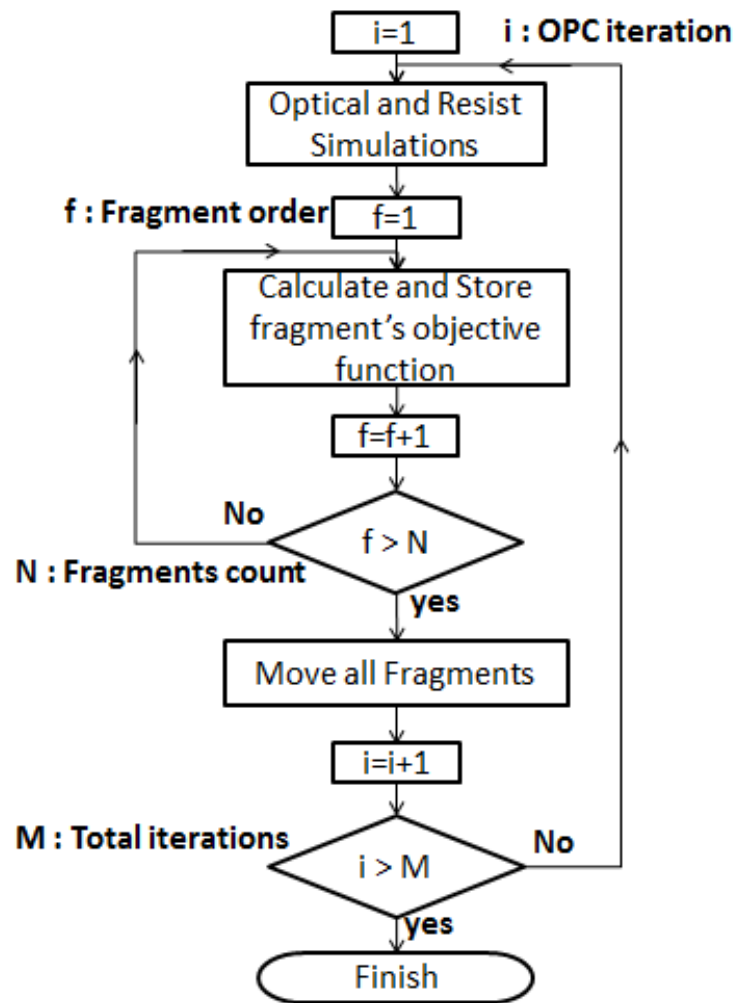 i=1
i : OPC iteration
Optical and Resist
Simulations
f : Fragment order
f=1
Calculate and Store
fragment's objective
function
f=f+1
No
f > N
N : Fragments count
yes
Move all Fragments
i=i+1
M : Total iterations
No
i > M
yes
Finish